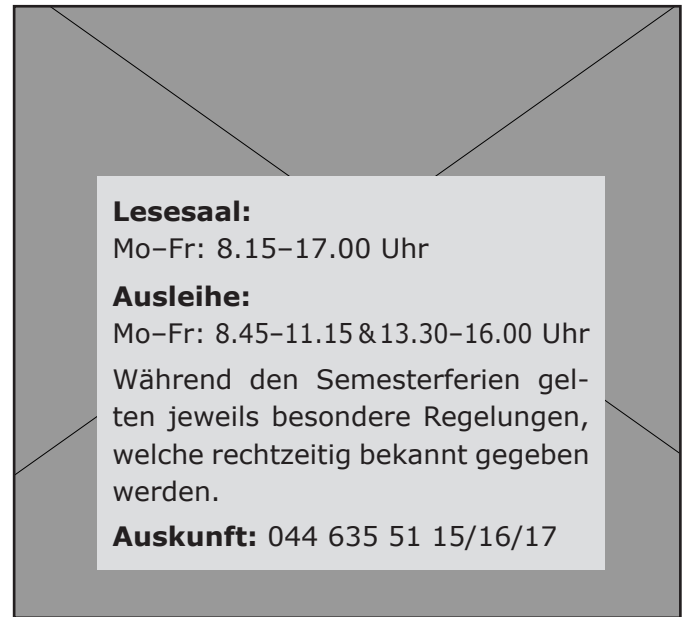 Lesesaal:
Mo–Fr: 8.15–17.00 Uhr
Ausleihe:
Mo–Fr: 8.45–11.15 & 13.30–16.00 Uhr
Während den Semesterferien gel-
ten jeweils besondere Regelungen,
welche rechtzeitig bekannt gegeben
werden.
Auskunft: 044 635 51 15/16/17